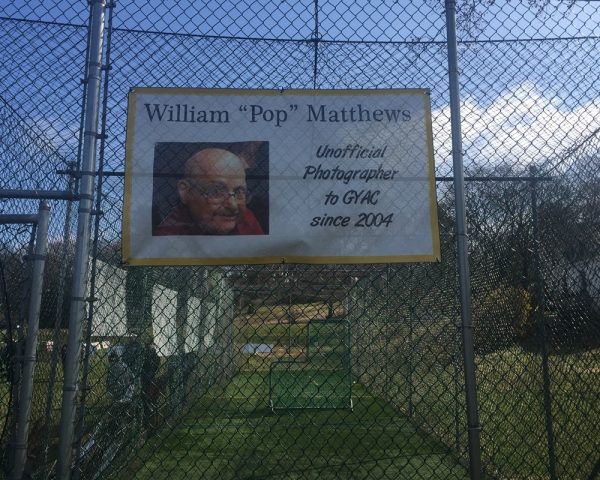 William "Pop" Matthews
Unofficial
Photographer
to GYAC
since 2004